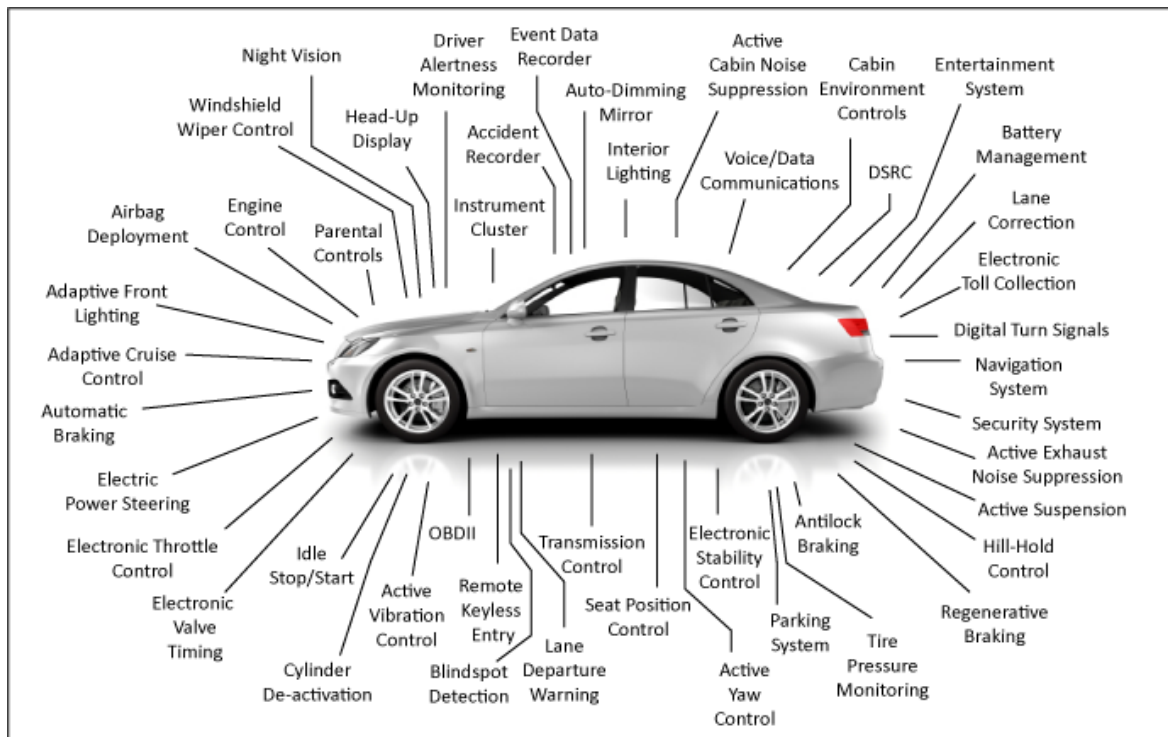 Night Vision
Driver
Alertness
Monitoring
Event Data
Recorder
Active
Cabin Noise
Suppression
Cabin
Environment
Controls
Entertainment
System
Windshield
Wiper Control
Head-Up
Display
Accident
Recorder
Auto-Dimming
Mirror
Interior
Lighting
Voice/Data
Communications
DSRC
Battery
Management
Airbag
Deployment
Engine
Control
Parental
Controls
Instrument
Cluster
Lane
Correction
Electronic
Toll Collection
Adaptive Front
Lighting
Digital Turn Signals
Adaptive Cruise
Control
Navigation
System
Automatic
Braking
Security System
Electric
Power Steering
Active Exhaust
Noise Suppression
Active Suspension
Electronic Throttle
Control
Idle
Stop/Start
OBDII
Transmission
Control
Electronic
Stability
Control
Antilock
Braking
Hill-Hold
Control
Electronic
Valve
Timing
Active
Vibration
Control
Remote
Keyless
Entry
Seat Position
Control
Parking
System
Regenerative
Braking
Cylinder
De-activation
Blindspot
Detection
Lane
Departure
Warning
Active
Yaw
Control
Tire
Pressure
Monitoring